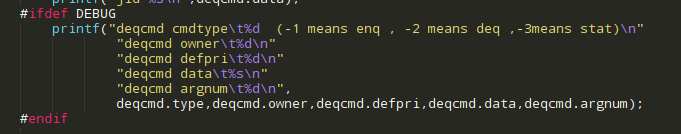 #ifdef DEBUG
printf("deqcmd cmdtype\t%d  (-1 means enq , -2 means deq ,-3means stat)\n"
"deqcmd owner\t%d\n"
"deqcmd defpri\t%d\n"
"deqcmd data\t%s\n"
"deqcmd argnum\t%d\n",
deqcmd.type,deqcmd.owner,deqcmd.defpri,deqcmd.data,deqcmd.argnum);
#endif